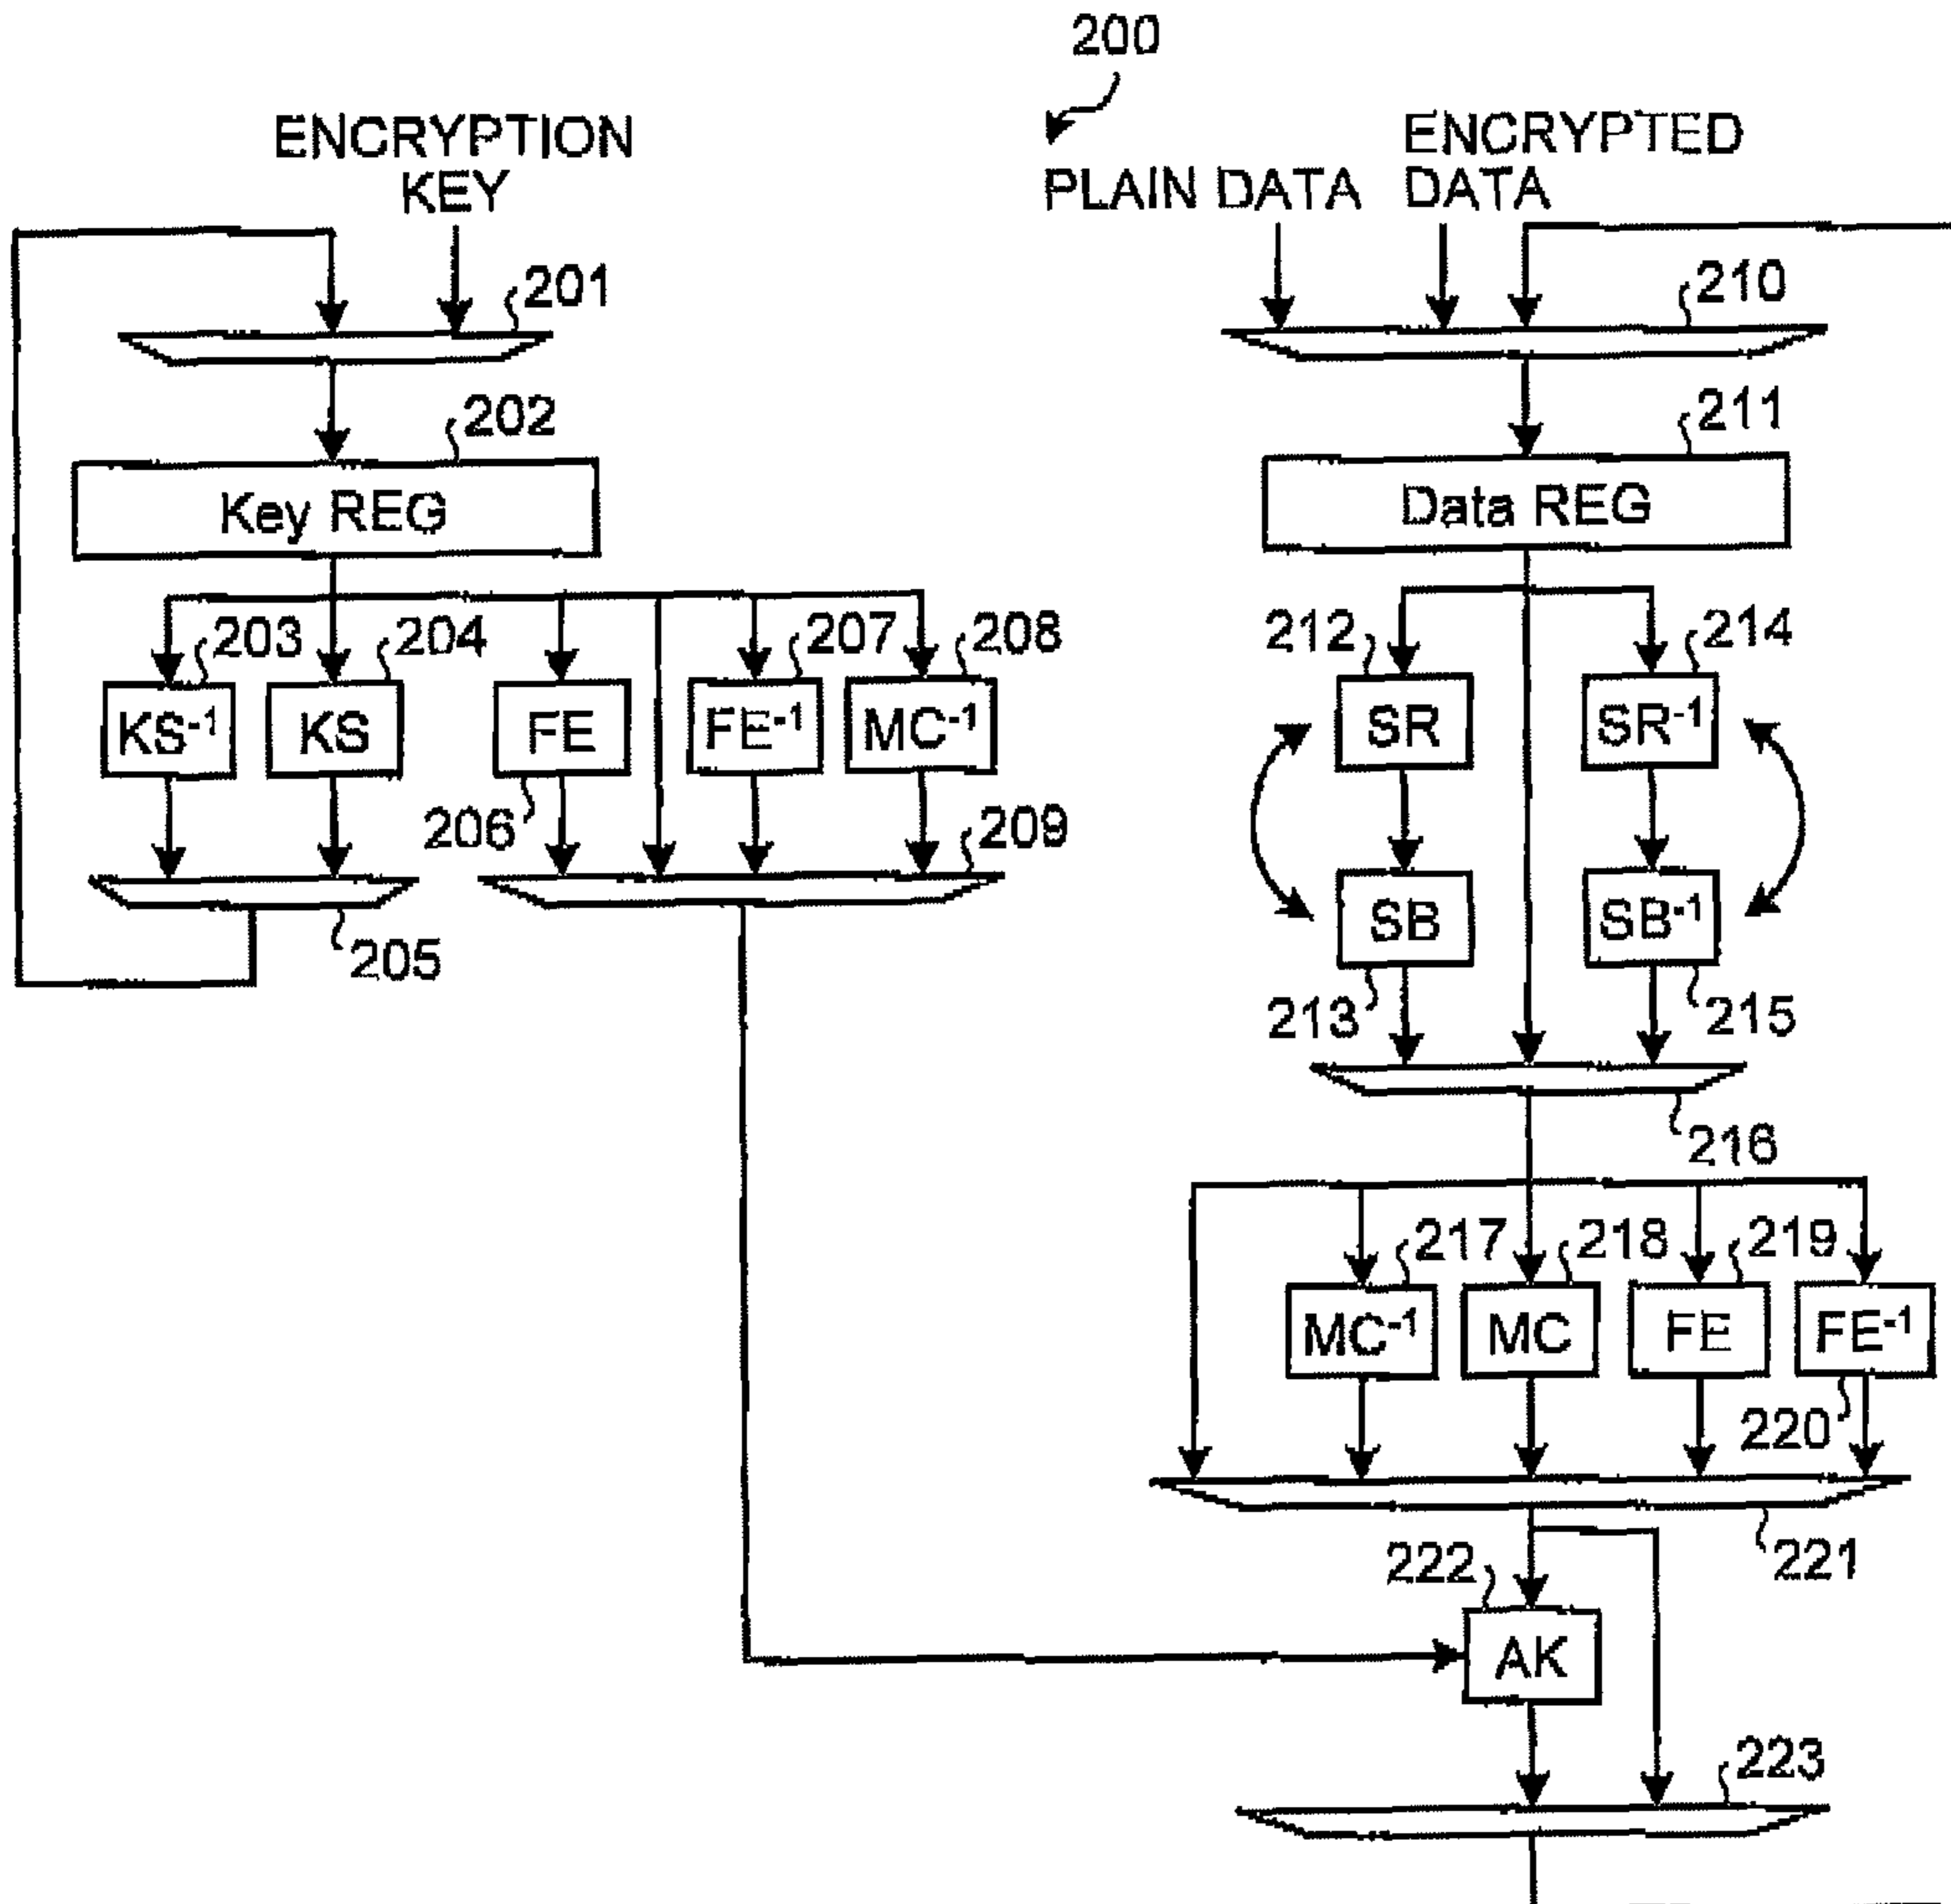 200
ENCRYPTION
KEY
PLAIN DATA
ENCRYPTED
DATA
201
210
202
211
Key REG
Data REG
203
204
207
208
212
214
KS-1
KS
FE
FE-1
MC-1
SR
SR-1
206
209
205
SB
SB-1
213
215
216
217
218
219
MC-1
MC
FE
FE-1
220
221
222
AK
223